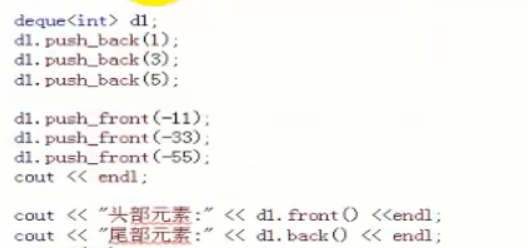 deque<int> d1;
d1.push_back(1);
d1.push_back(3);
d1.push_back(5);
d1.push_front(-11);
d1.push_front(-33);
d1.push_front(-55);
cout << endl;
cout << "头部元素:" << d1.front() <<endl;
cout << "尾部元素:" << d1.back() << endl;